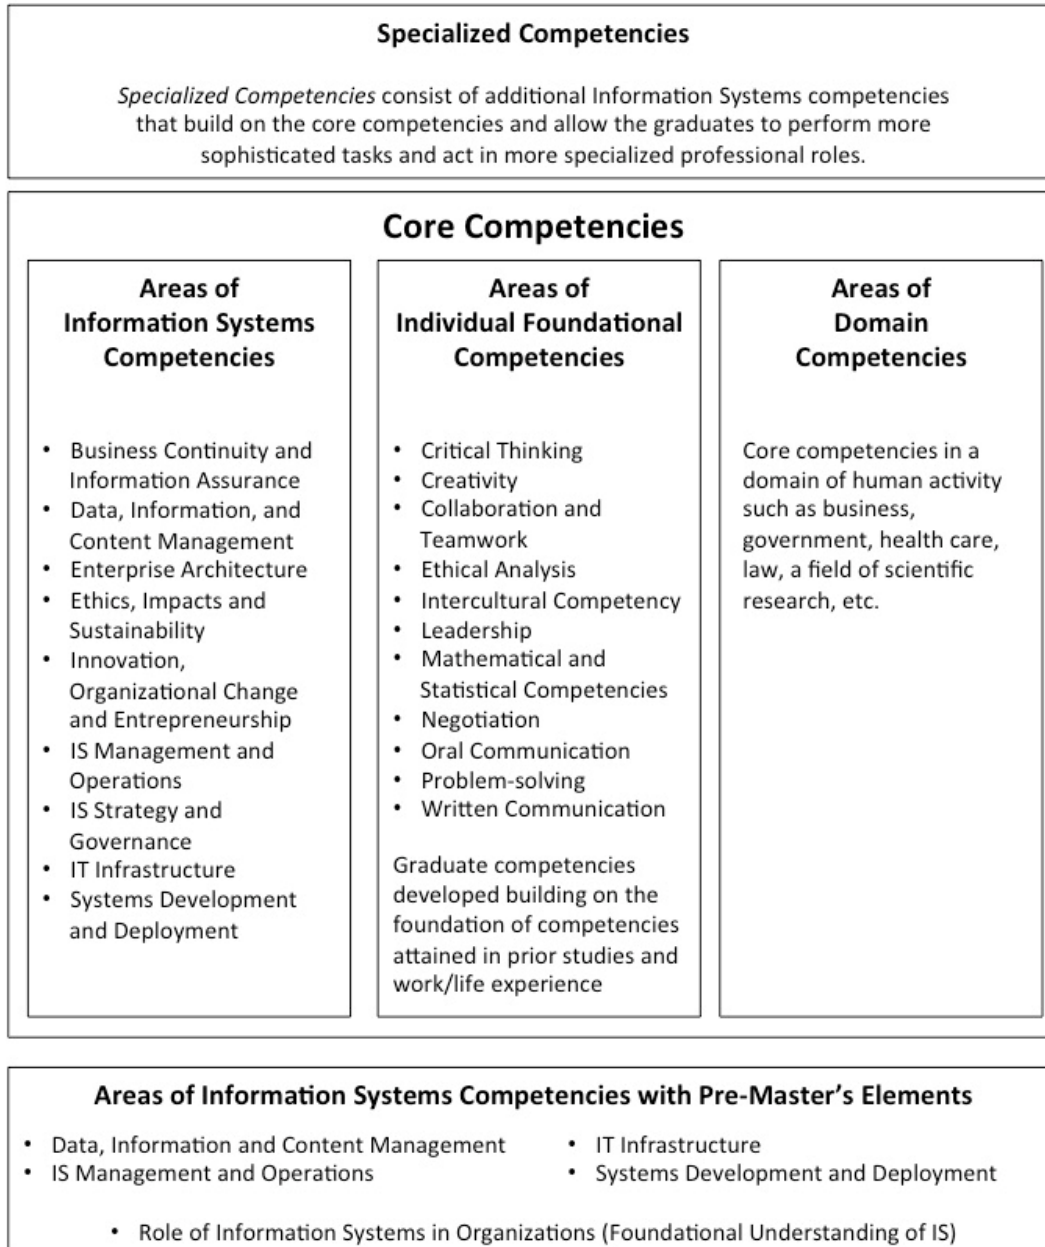 Specialized Competencies
Specialized Competencies consist of additional Information Systems competencies
that build on the core competencies and allow the graduates to perform more
sophisticated tasks and act in more specialized professional roles.
Core Competencies
Areas of
Information Systems
Competencies
• Business Continuity and
Information Assurance
• Data, Information, and
Content Management
• Enterprise Architecture
• Ethics, Impacts and
Sustainability
• Innovation,
Organizational Change
and Entrepreneurship
• IS Management and
Operations
• IS Strategy and
Governance
• IT Infrastructure
• Systems Development
and Deployment
Areas of
Individual Foundational
Competencies
• Critical Thinking
• Creativity
• Collaboration and
Teamwork
• Ethical Analysis
• Intercultural Competency
• Leadership
• Mathematical and
Statistical Competencies
• Negotiation
• Oral Communication
• Problem-solving
• Written Communication
Graduate competencies
developed building on the
foundation of competencies
attained in prior studies and
work/life experience
Areas of
Domain
Competencies
Core competencies in a
domain of human activity
such as business,
government, health care,
law, a field of scientific
research, etc.
Areas of Information Systems Competencies with Pre-Master's Elements
• Data, Information and Content Management
• IS Management and Operations
• IT Infrastructure
• Systems Development and Deployment
• Role of Information Systems in Organizations (Foundational Understanding of IS)